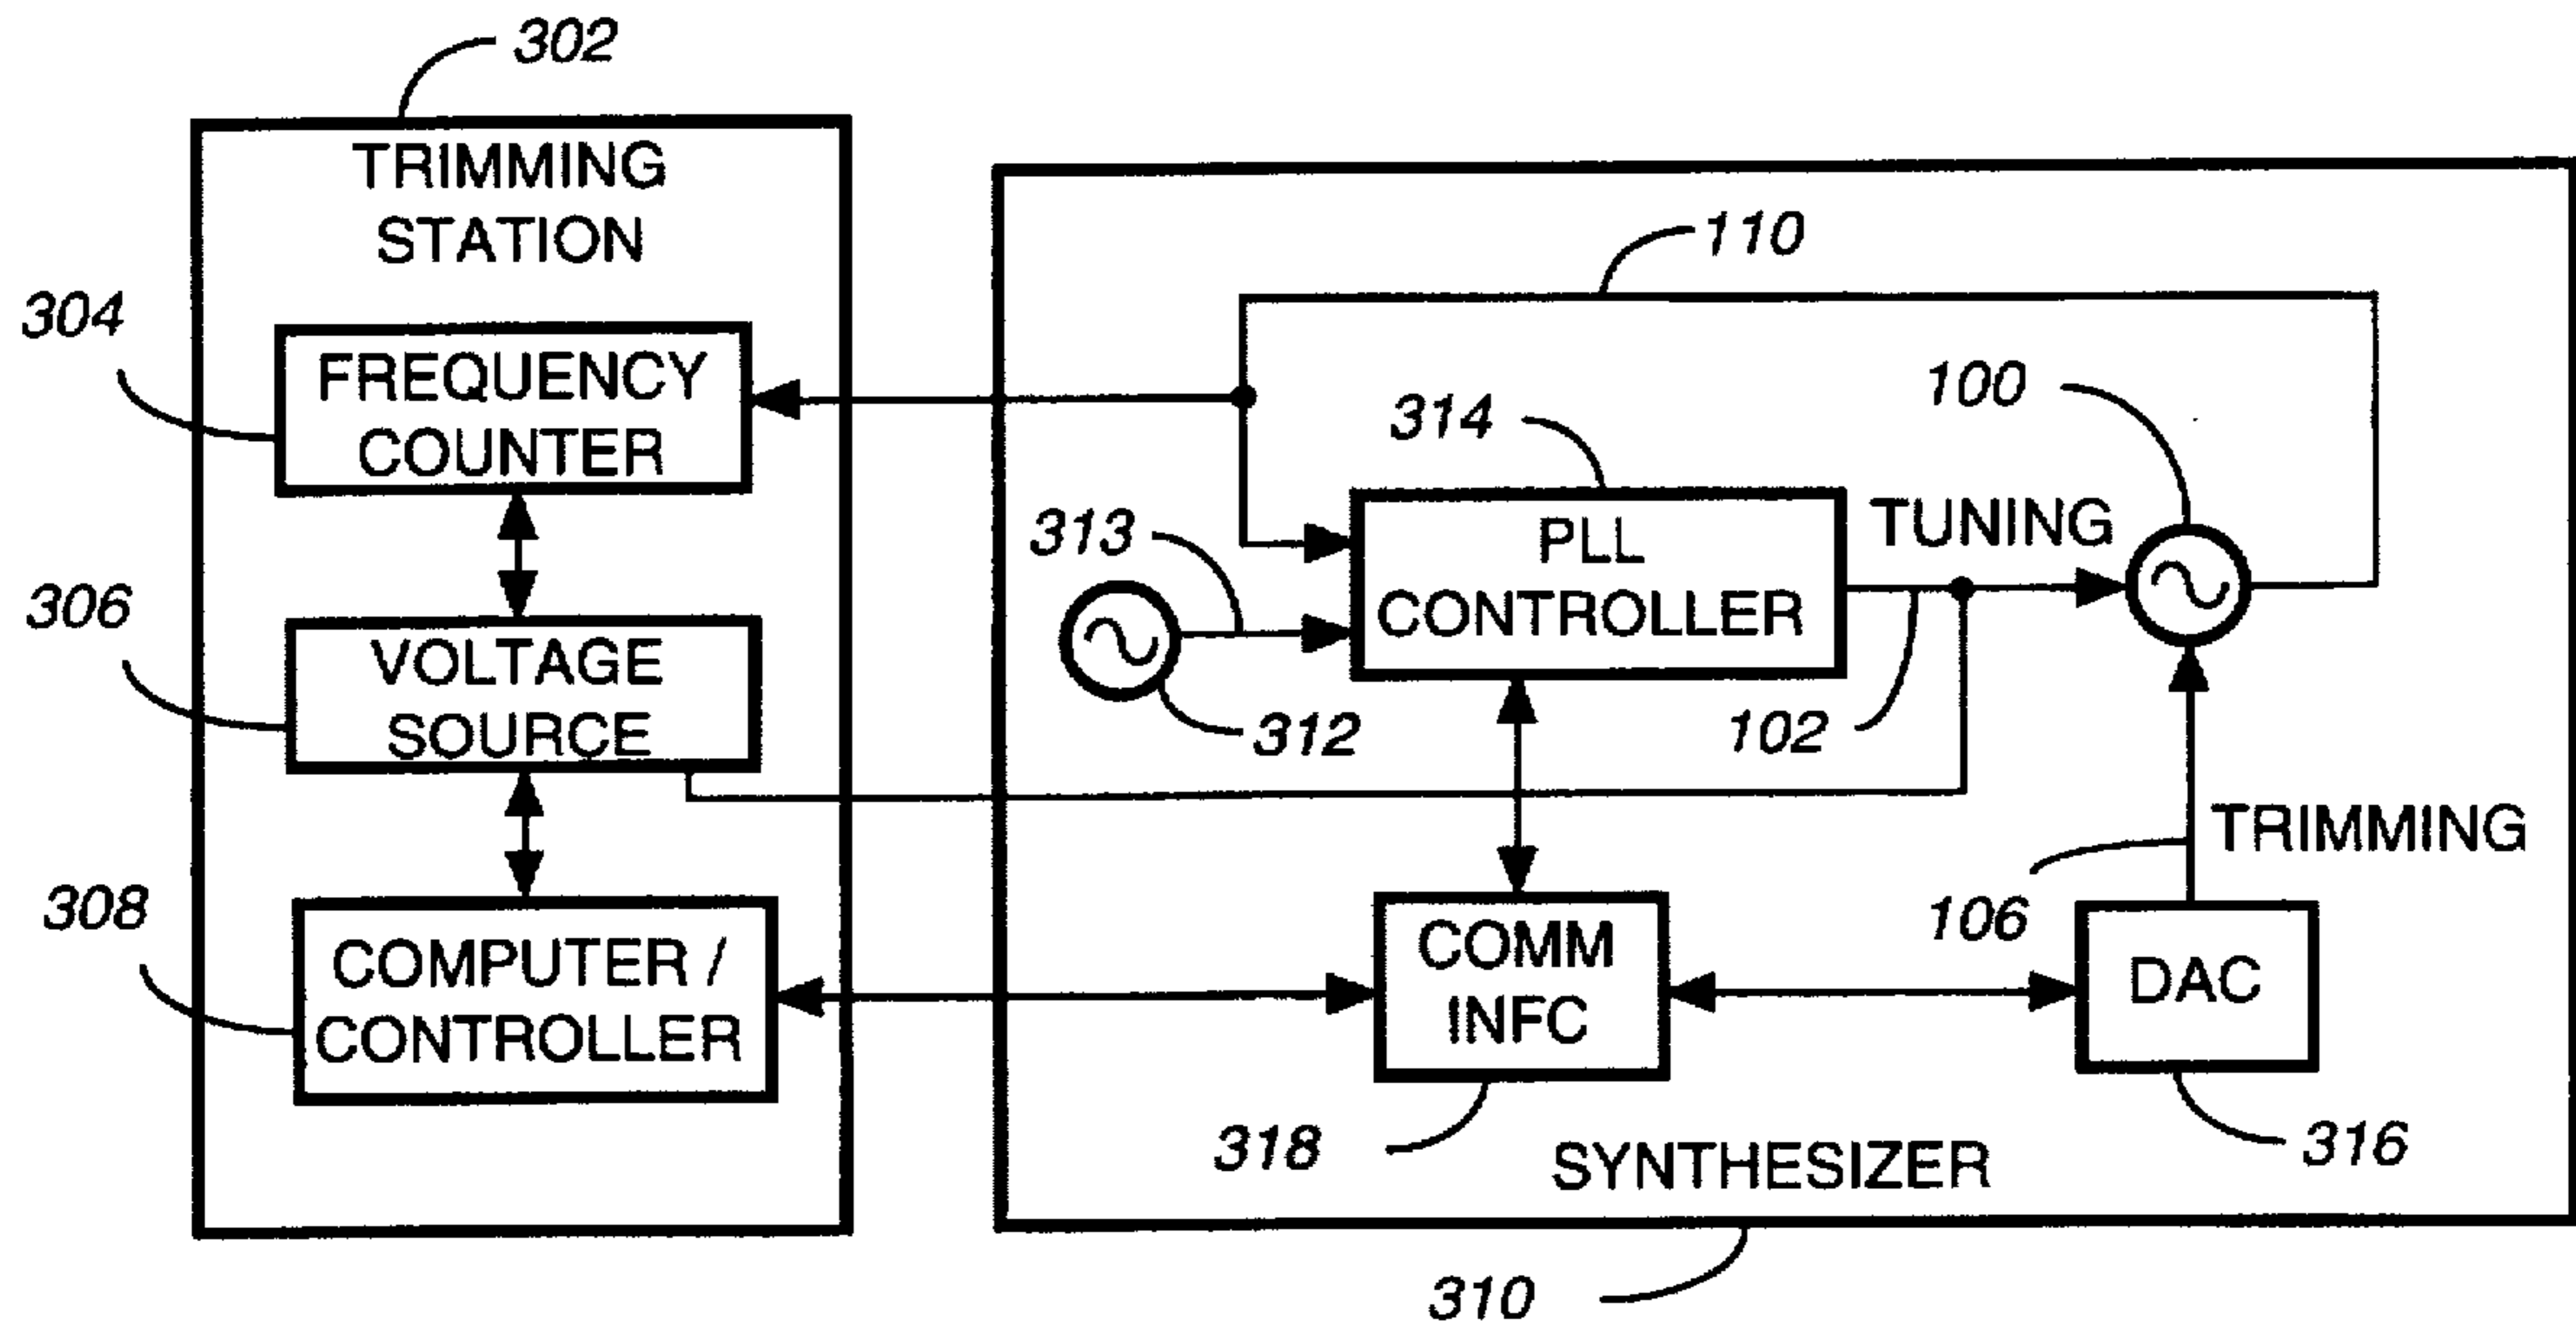 302
TRIMMING
STATION
304
FREQUENCY
COUNTER
306
VOLTAGE
SOURCE
308
COMPUTER /
CONTROLLER
110
100
314
313
PLL
CONTROLLER
TUNING
312
102
TRIMMING
106
COMM
INFC
DAC
318
316
SYNTHESIZER
310